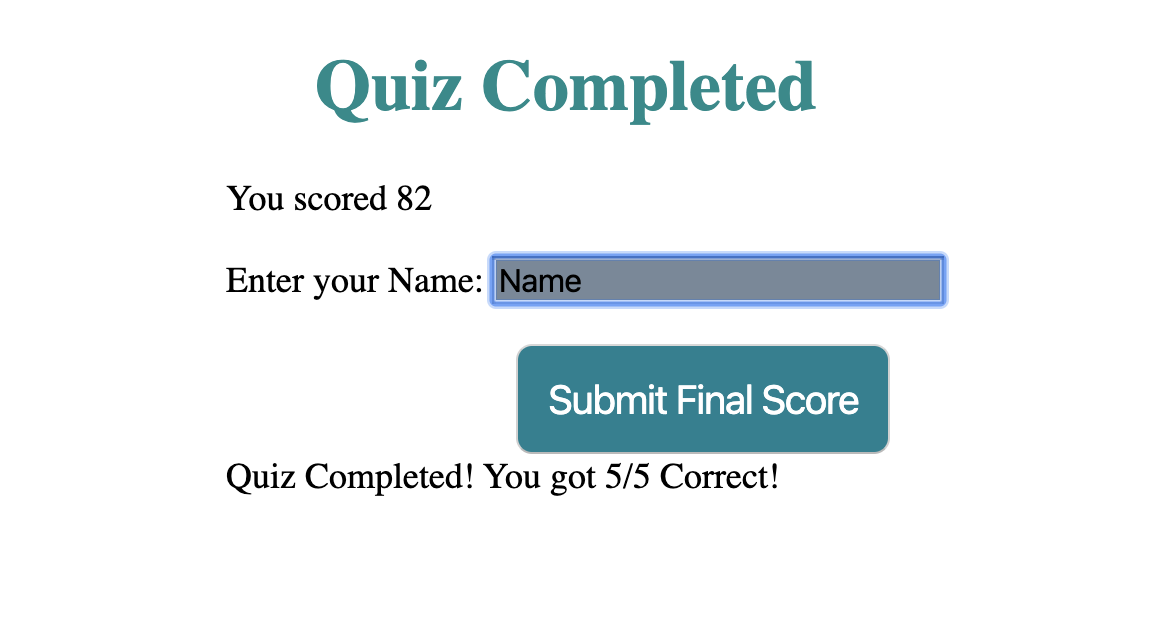 Quiz Completed
You scored 82
Enter your Name: Name
Submit Final Score
Quiz Completed! You got 5/5 Correct!